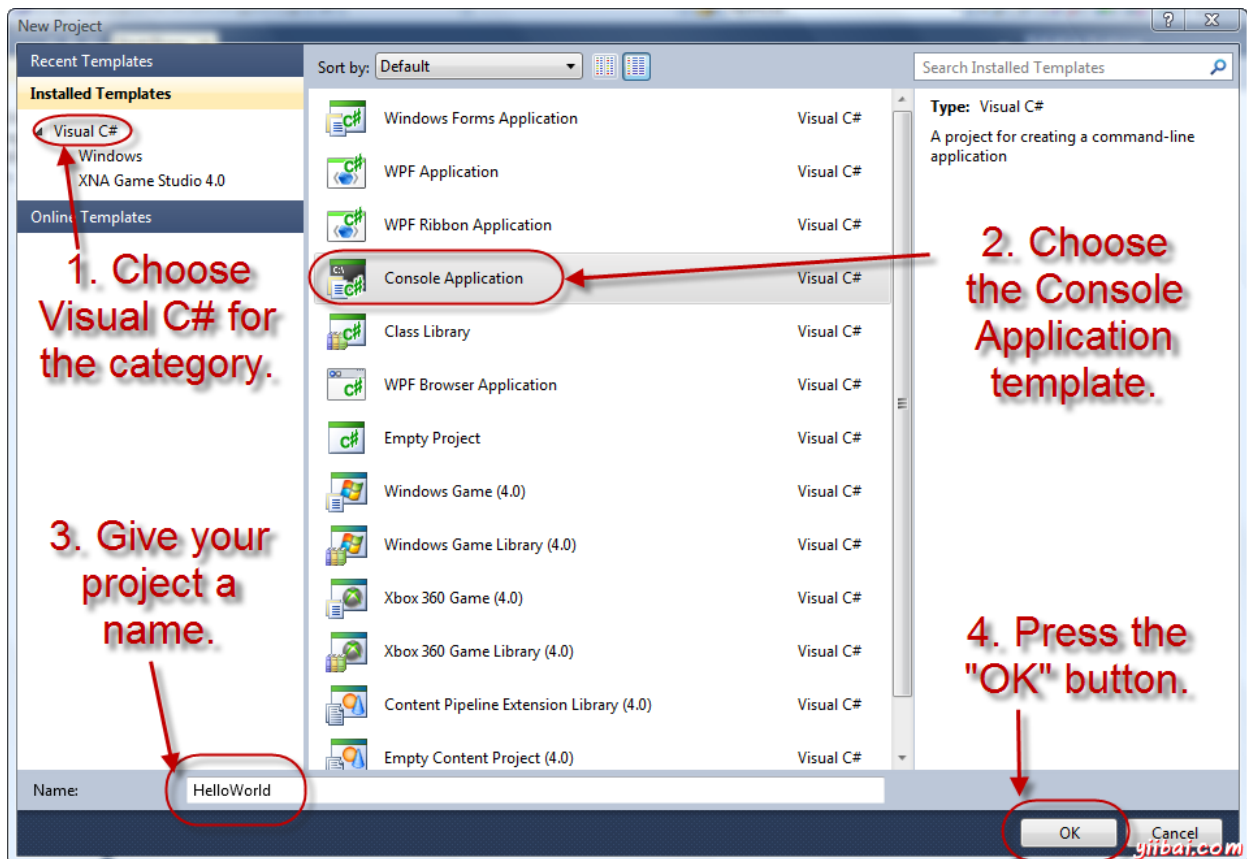 New Project
Recent Templates
Installed Templates
Visual C#
Windows
XNA Game Studio 4.0
Online Templates
1. Choose
Visual C# for
the category.
3. Give your
project a
name.
Sort by: Default
Windows Forms Application Visual C#
WPF Application Visual C#
WPF Ribbon Application Visual C#
Console Application Visual C#
Class Library Visual C#
WPF Browser Application Visual C#
Empty Project Visual C#
Windows Game (4.0) Visual C#
Windows Game Library (4.0) Visual C#
Xbox 360 Game (4.0) Visual C#
Xbox 360 Game Library (4.0) Visual C#
Content Pipeline Extension Library (4.0) Visual C#
Empty Content Project (4.0) Visual C#
Search Installed Templates
Type: Visual C#
A project for creating a command-line
application
2. Choose
the Console
Application
template.
4. Press the
"OK" button.
Name: HelloWorld
OK Cancel
yiibai.com